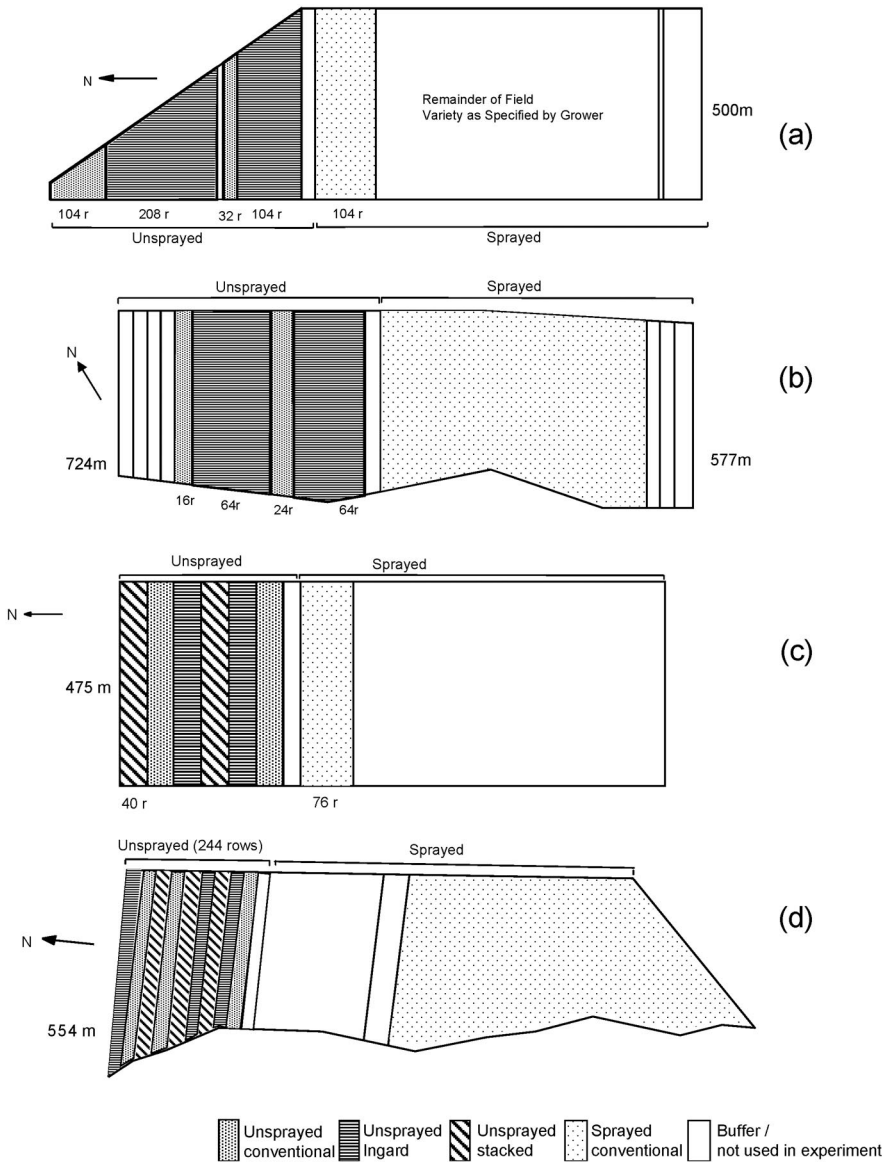 N
Remainder of Field
Variety as Specified by Grower
500m
(a)
104 r
208 r
32 r
104 r
104 r
Unsprayed
Sprayed
Unsprayed
Sprayed
N
(b)
724m
577m
16r
64r
24r
64r
Unsprayed
Sprayed
N
(c)
475 m
40 r
76 r
Unsprayed (244 rows)
Sprayed
N
(d)
554 m
Unsprayed
conventional
Unsprayed
Ingard
Unsprayed
stacked
Sprayed
conventional
Buffer /
not used in experiment